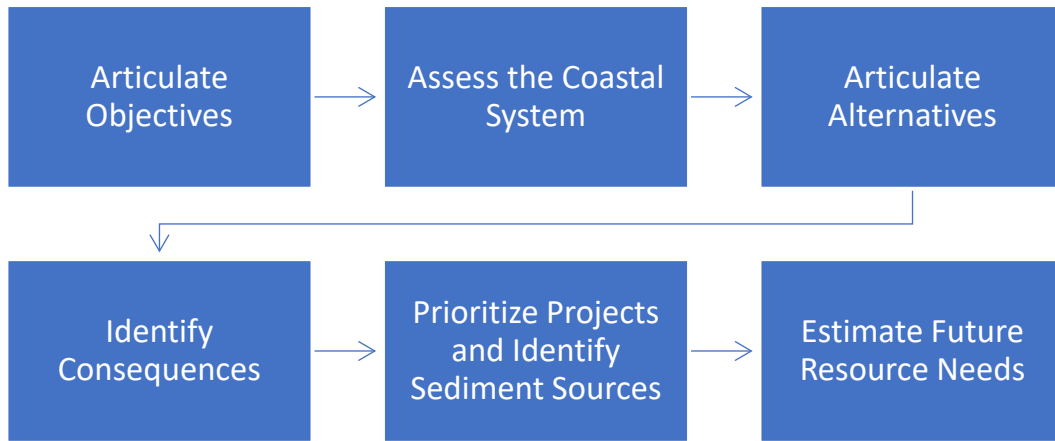 Articulate
Objectives
Assess the Coastal
System
Articulate
Alternatives
Identify
Consequences
Prioritize Projects
and Identify
Sediment Sources
Estimate Future
Resource Needs